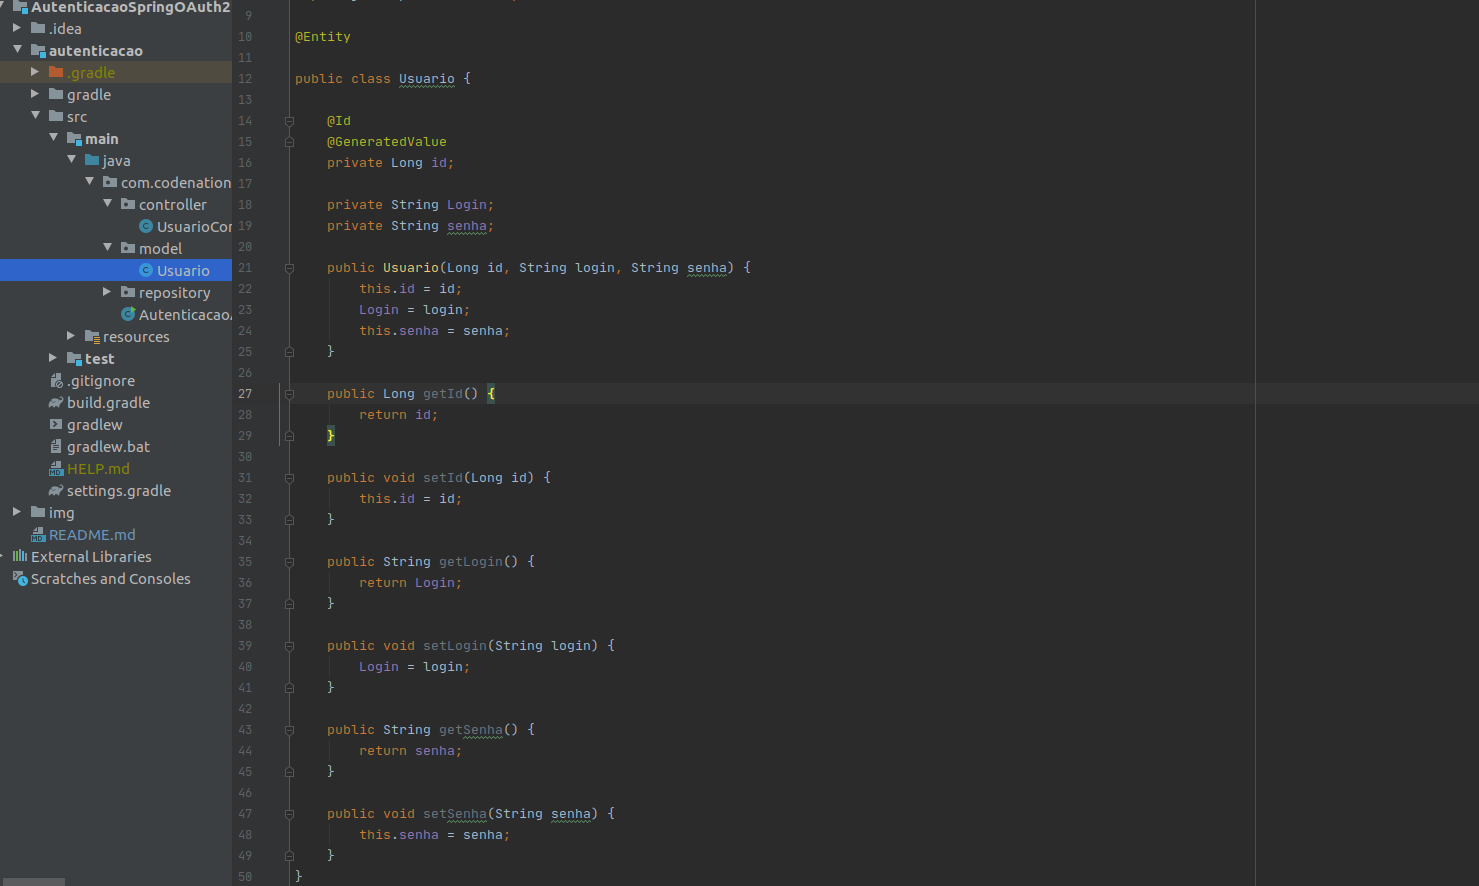 AutenticacaoSpringOAuth2
.idea
autenticacao
.gradle
gradle
src
main
java
com.codenation
controller
UsuarioCor
model
Usuario
repository
Autenticacao
resources
test
.gitignore
build.gradle
gradlew
gradlew.bat
HELP.md
settings.gradle
img
README.md
External Libraries
Scratches and Consoles
9
10 @Entity
11
12 public class Usuario {
13
14 @Id
15 @GeneratedValue
16 private Long id;
17
18 private String Login;
19 private String senha;
20
21 public Usuario(Long id, String login, String senha) {
22 this.id = id;
23 Login = login;
24 this.senha = senha;
25 }
26
27 public Long getId() {
28 return id;
29 }
30
31 public void setId(Long id) {
32 this.id = id;
33 }
34
35 public String getLogin() {
36 return Login;
37 }
38
39 public void setLogin(String login) {
40 Login = login;
41 }
42
43 public String getSenha() {
44 return senha;
45 }
46
47 public void setSenha(String senha) {
48 this.senha = senha;
49 }
50 }